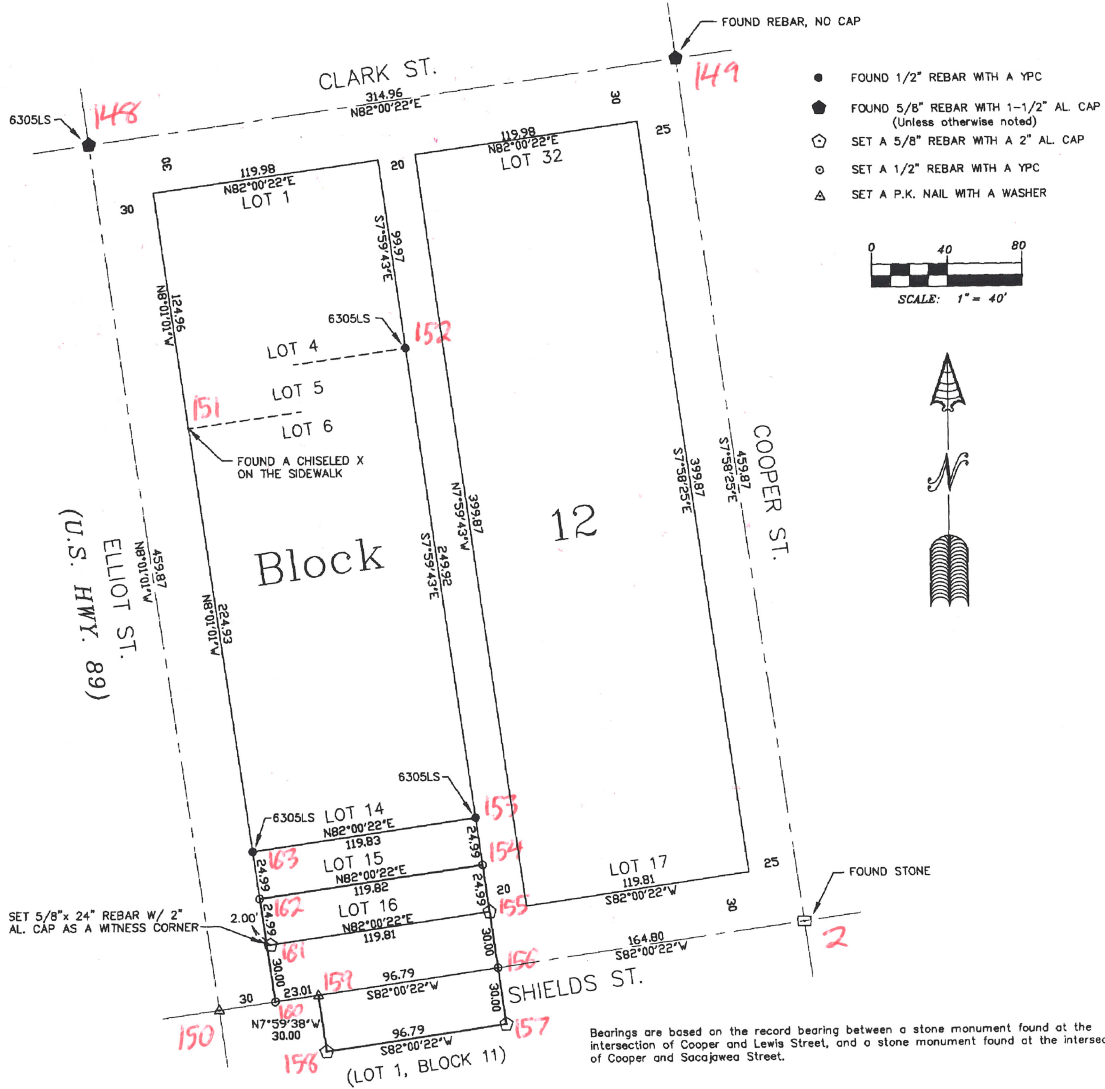 FOUND REBAR, NO CAP
CLARK ST.
314.96
N82°00'22"E
149
148
6305LS
30
30
30
25
20
119.98
N82°00'22"E
LOT 1
119.98
N82°00'22"E
LOT 32
FOUND 1/2" REBAR WITH A YPC
FOUND 5/8" REBAR WITH 1-1/2" AL. CAP
(Unless otherwise noted)
SET A 5/8" REBAR WITH A 2" AL. CAP
SET A 1/2" REBAR WITH A YPC
SET A P.K. NAIL WITH A WASHER
0 40 80
SCALE: 1" = 40'
N
99.97
S7°59'43"E
124.96
N8°01'01"W
6305LS
152
LOT 4
LOT 5
LOT 6
151
FOUND A CHISELED X
ON THE SIDEWALK
Block
12
399.87
N7°59'43"W
249.92
S7°59'43"E
399.87
S7°58'25"E
459.87
S7°58'25"E
COOPER ST.
459.87
N8°01'01"W
ELLIOT ST.
(U.S. HWY. 89)
224.93
N8°01'01"W
6305LS
153
6305LS
LOT 14
N82°00'22"E
119.83
163
24.99
24.99
154
LOT 15
N82°00'22"E
119.82
162
24.99
24.99
LOT 16
N82°00'22"E
119.81
20
155
LOT 17
119.81
S82°00'22"W
25
30
FOUND STONE
2
SET 5/8"x 24" REBAR W/ 2"
AL. CAP AS A WITNESS CORNER
2.00'
161
30.00
30.00
156
164.80
S82°00'22"W
SHIELDS ST.
159
96.79
S82°00'22"W
30
23.01
160
150
N7°59'38"W
30.00
30.00
157
158
96.79
S82°00'22"W
(LOT 1, BLOCK 11)
Bearings are based on the record bearing between a stone monument found at the
intersection of Cooper and Lewis Street, and a stone monument found at the intersec
of Cooper and Sacajawea Street.